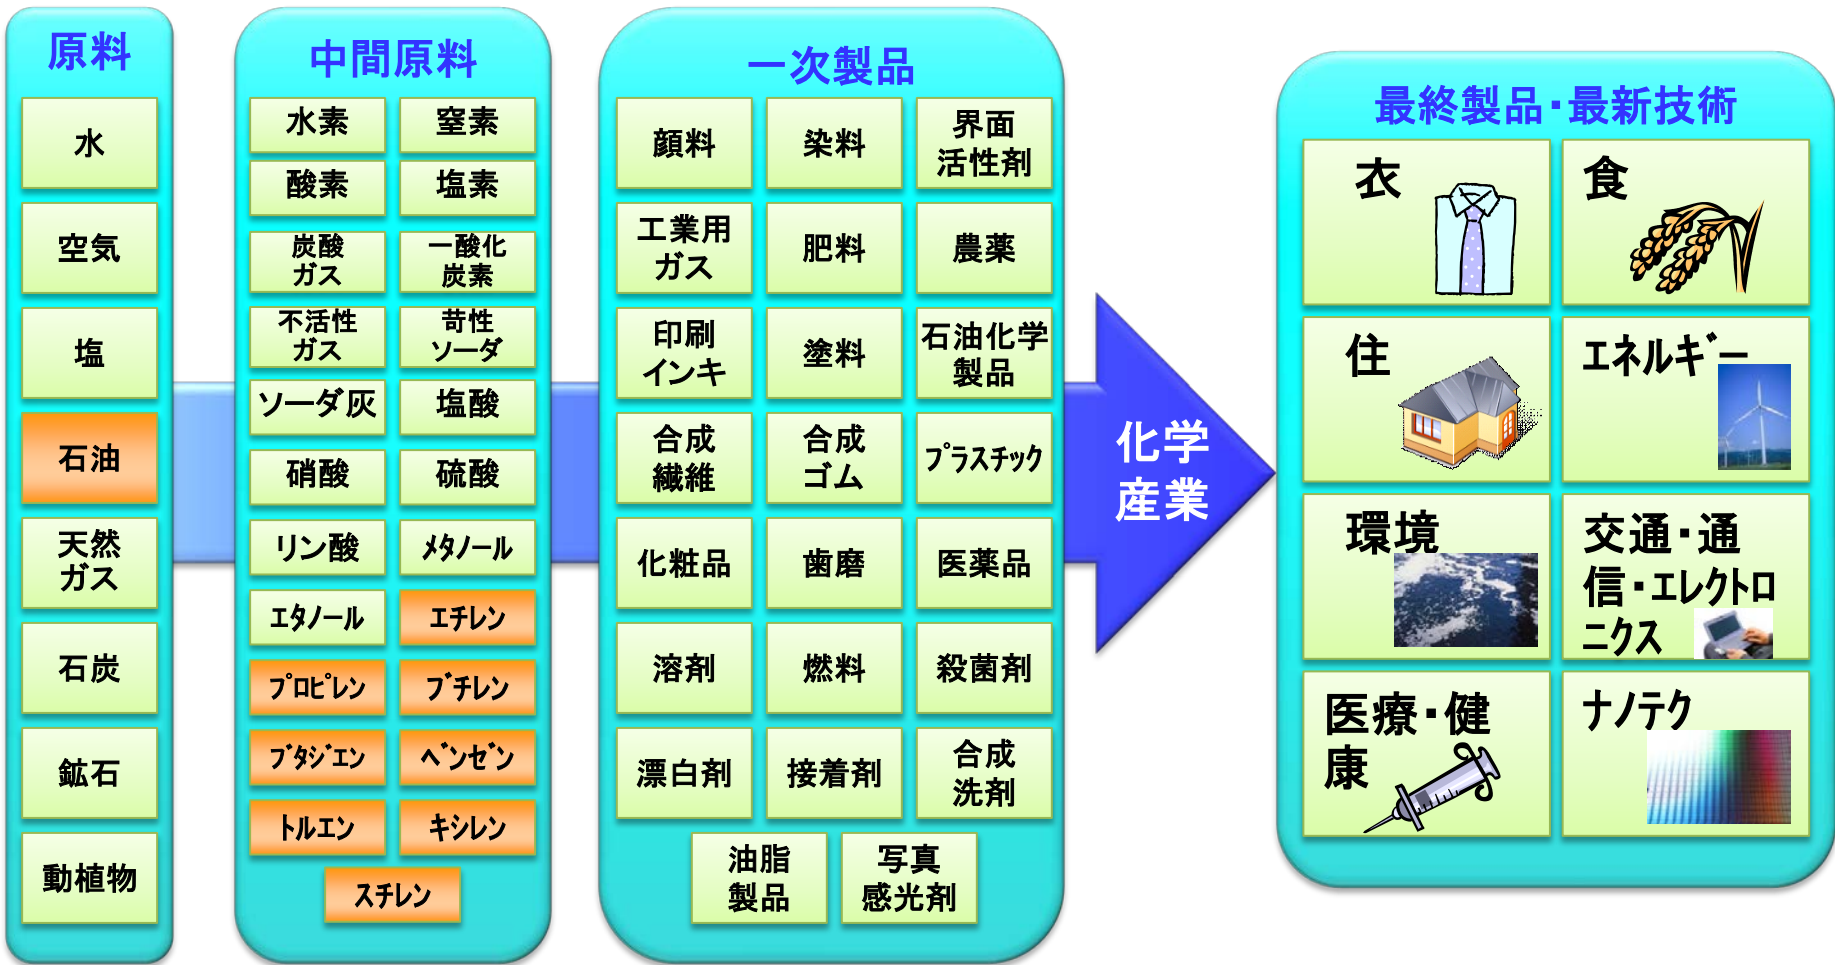 原料
水
空気
塩
石油
天然
ガス
石炭
鉱石
動植物
中間原料
水素
窒素
酸素
塩素
炭酸
ガス
一酸化
炭素
不活性
ガス
苛性
ソーダ
ソーダ灰
塩酸
硝酸
硫酸
リン酸
メタノール
エタノール
エチレン
プロピレン
ブチレン
ブタジエン
ベンゼン
トルエン
キシレン
スチレン
一次製品
顔料
染料
界面
活性剤
工業用
ガス
肥料
農薬
印刷
インキ
塗料
石油化学
製品
合成
繊維
合成
ゴム
プラスチック
化粧品
歯磨
医薬品
溶剤
燃料
殺菌剤
漂白剤
接着剤
合成
洗剤
油脂
製品
写真
感光剤
化学
産業
最終製品・最新技術
衣
食
住
エネルギー
環境
交通・通
信・エレクトロ
ニクス
医療・健
康
ナノテク